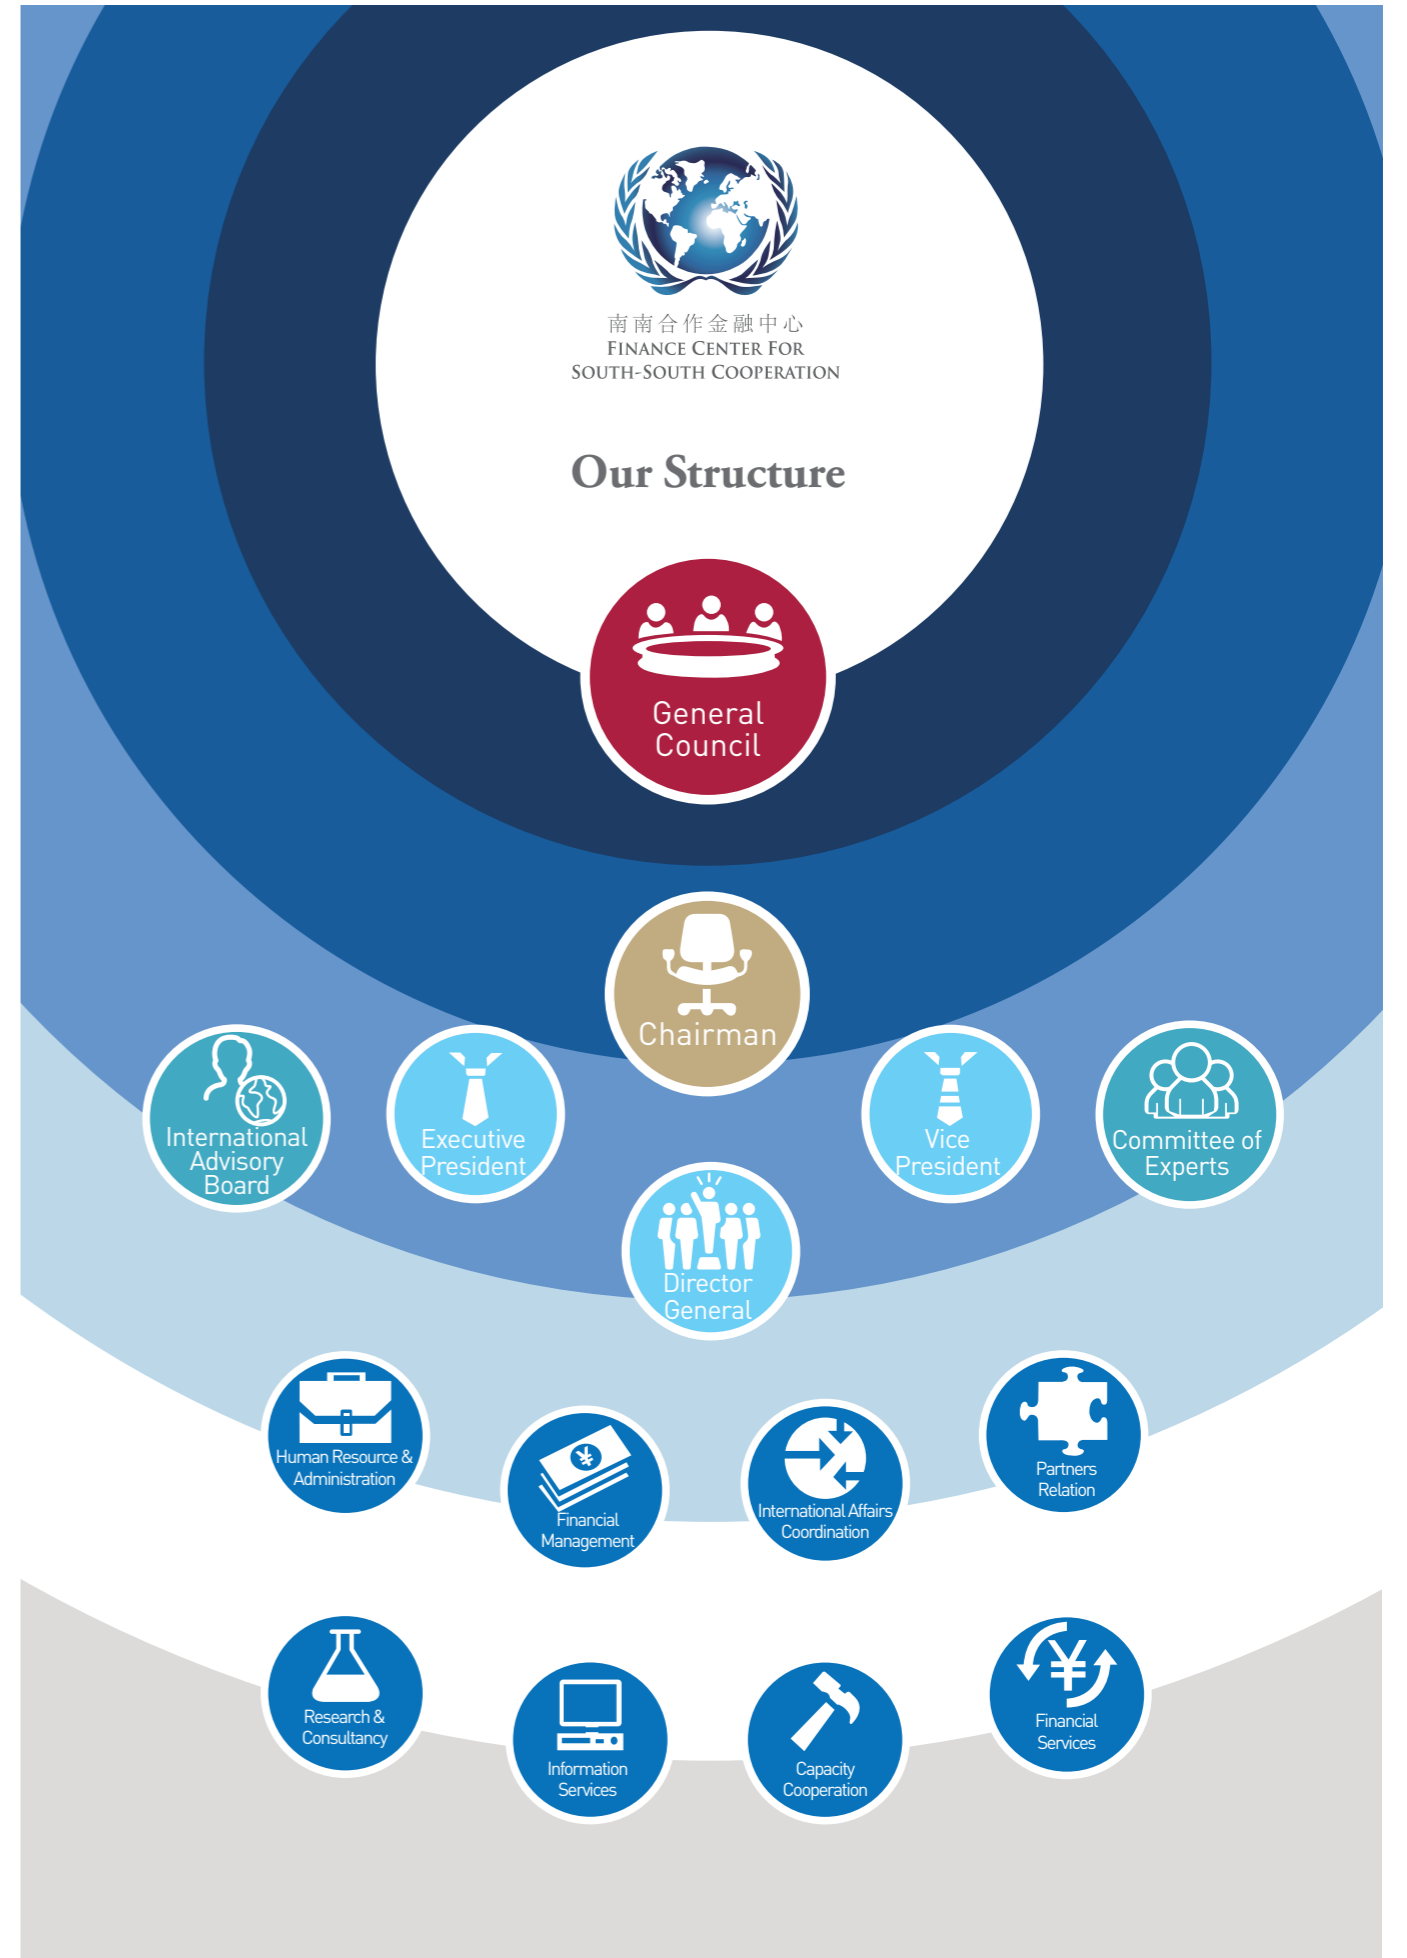 南南合作金融中心
FINANCE CENTER FOR
SOUTH-SOUTH COOPERATION
Our Structure
General
Council
Chairman
International
Advisory
Board
Executive
President
Vice
President
Committee of
Experts
Director
General
Human Resource &
Administration
¥
Financial
Management
International Affairs
Coordination
Partners
Relation
Research &
Consultancy
Information
Services
Capacity
Cooperation
¥
Financial
Services